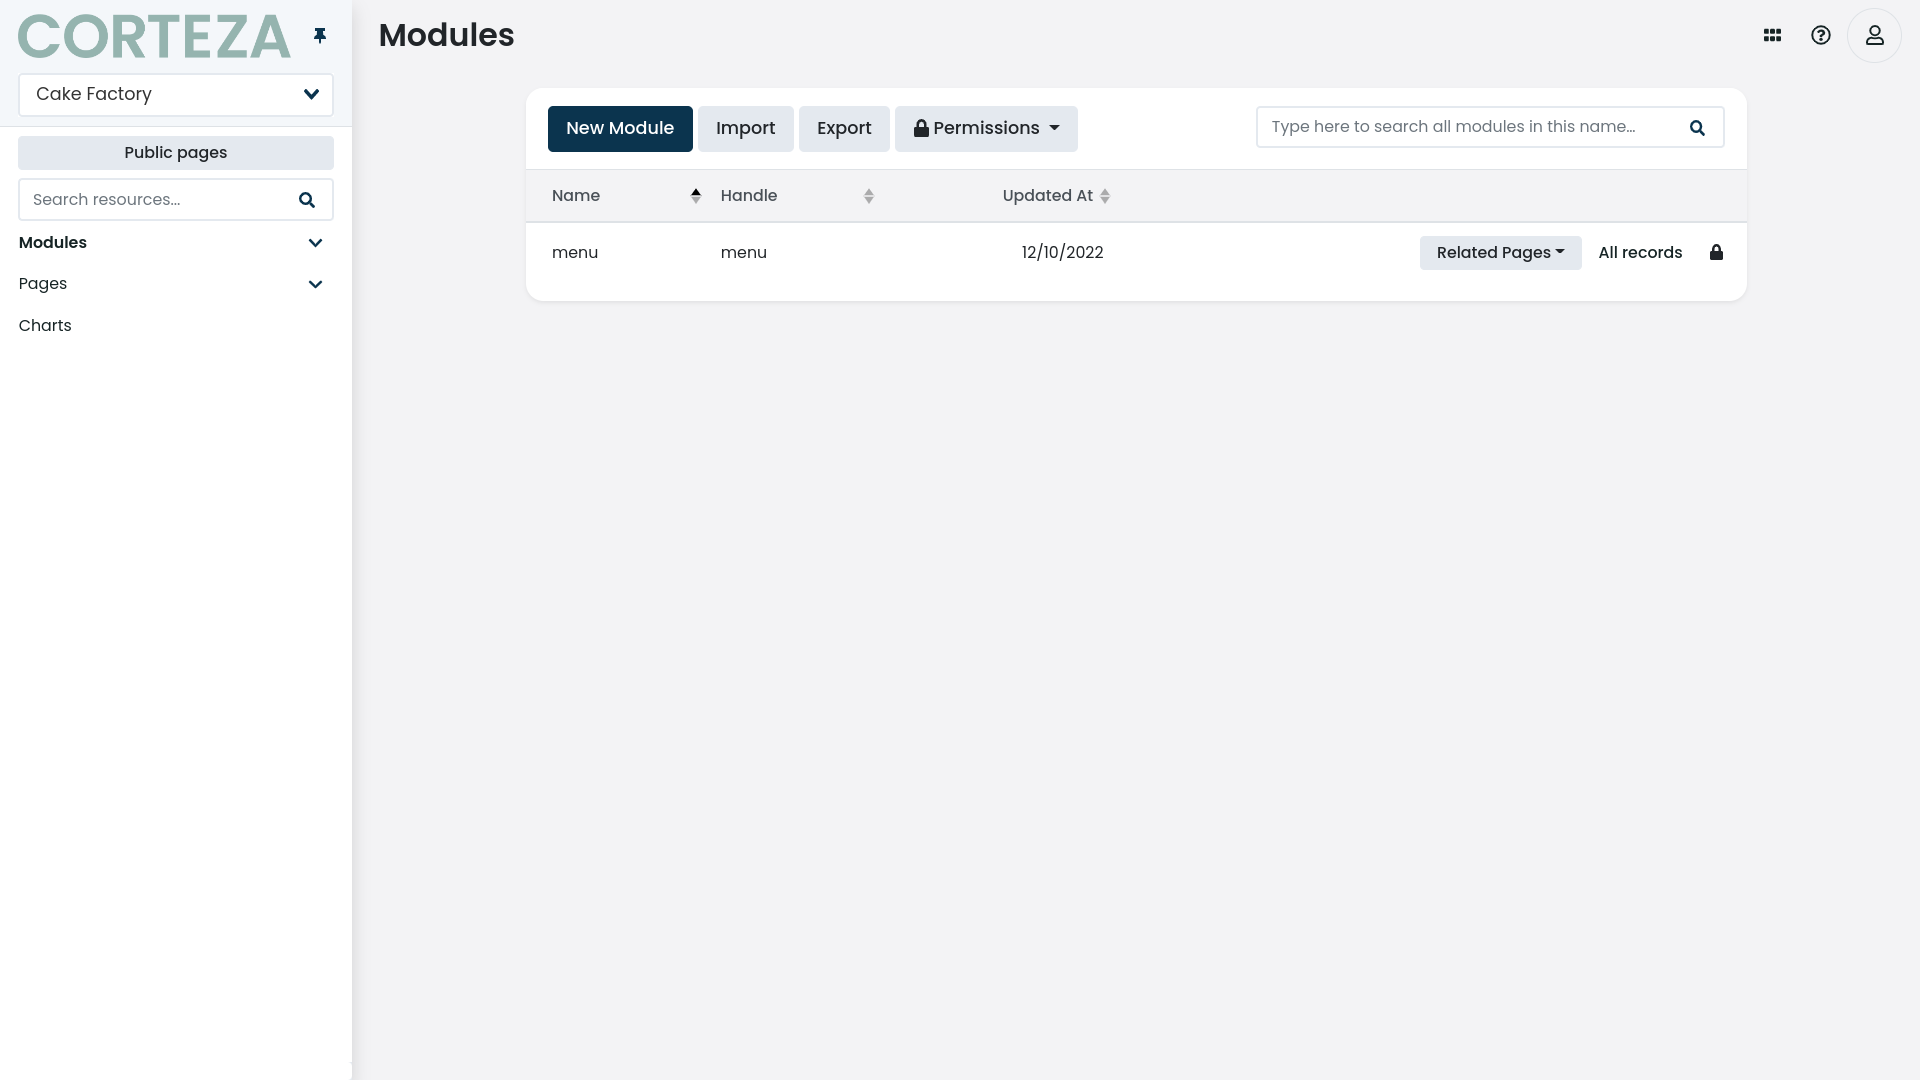 CORTEZA
Modules
Cake Factory
Public pages
Search resources...
Modules
Pages
Charts
New Module Import Export Permissions
Type here to search all modules in this name...
Name Handle Updated At
menu menu 12/10/2022 Related Pages All records